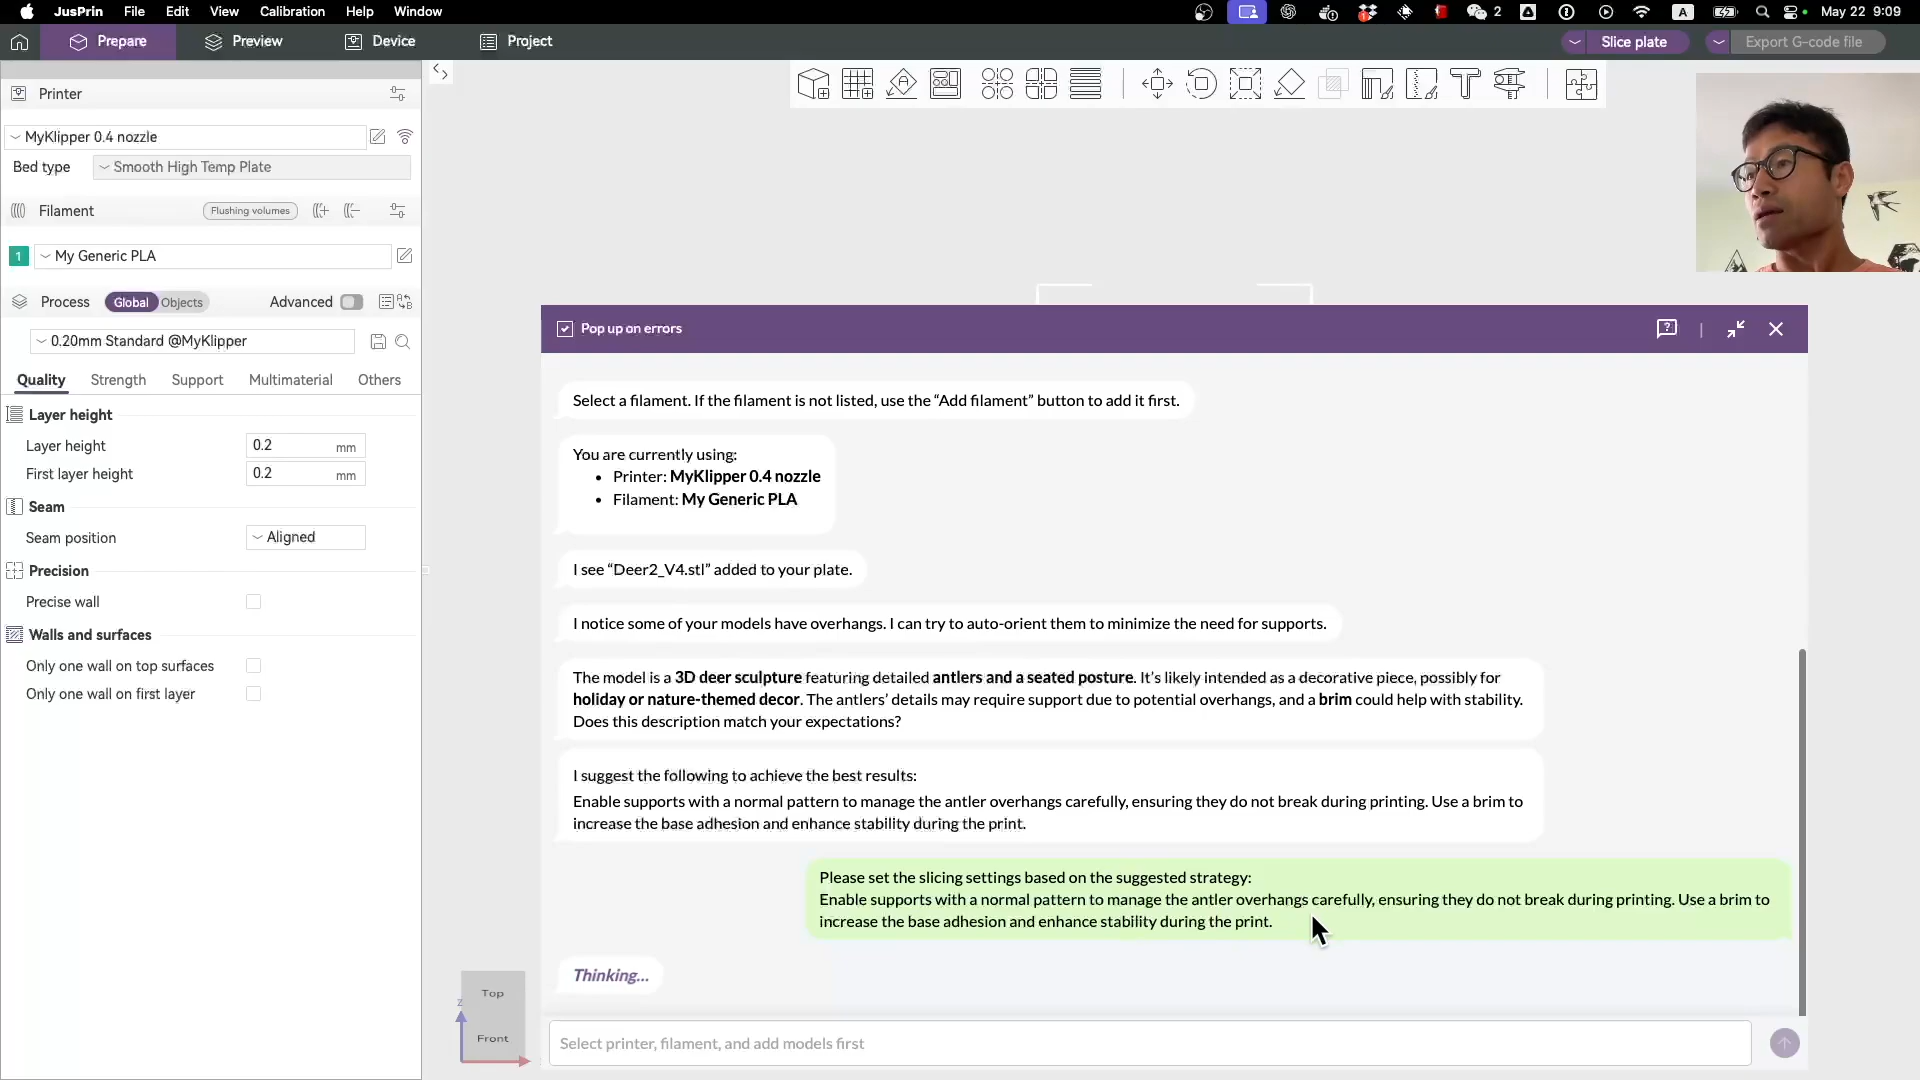 JusPrin File Edit View Calibration Help Window 2 A May 22 9:09
Prepare Preview Device Project Slice plate Export G-code file
Printer
MyKlipper 0.4 nozzle
Bed type Smooth High Temp Plate
Filament Flushing volumes
1 My Generic PLA
Process Global Objects Advanced
0.20mm Standard @MyKlipper
Quality Strength Support Multimaterial Others
Layer height
Layer height 0.2 mm
First layer height 0.2 mm
Seam
Seam position Aligned
Precision
Precise wall
Walls and surfaces
Only one wall on top surfaces
Only one wall on first layer
Pop up on errors
Select a filament. If the filament is not listed, use the “Add filament” button to add it first.
You are currently using:
• Printer: MyKlipper 0.4 nozzle
• Filament: My Generic PLA
I see “Deer2_V4.stl” added to your plate.
I notice some of your models have overhangs. I can try to auto-orient them to minimize the need for supports.
The model is a 3D deer sculpture featuring detailed antlers and a seated posture. It’s likely intended as a decorative piece, possibly for
holiday or nature-themed decor. The antlers’ details may require support due to potential overhangs, and a brim could help with stability.
Does this description match your expectations?
I suggest the following to achieve the best results:
Enable supports with a normal pattern to manage the antler overhangs carefully, ensuring they do not break during printing. Use a brim to
increase the base adhesion and enhance stability during the print.
Please set the slicing settings based on the suggested strategy:
Enable supports with a normal pattern to manage the antler overhangs carefully, ensuring they do not break during printing. Use a brim to
increase the base adhesion and enhance stability during the print.
Thinking...
Top
z
Front
Select printer, filament, and add models first